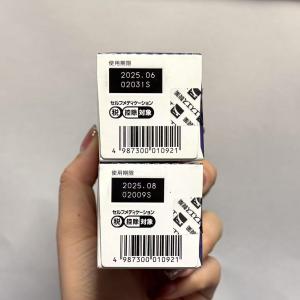 使用期限
2025.06
02031S
セルフメディケーション
税 控除 対象
4 987300 010921
使用期限
2025.08
02009S
セルフメディケーション
税 控除 対象
4 987300 010921